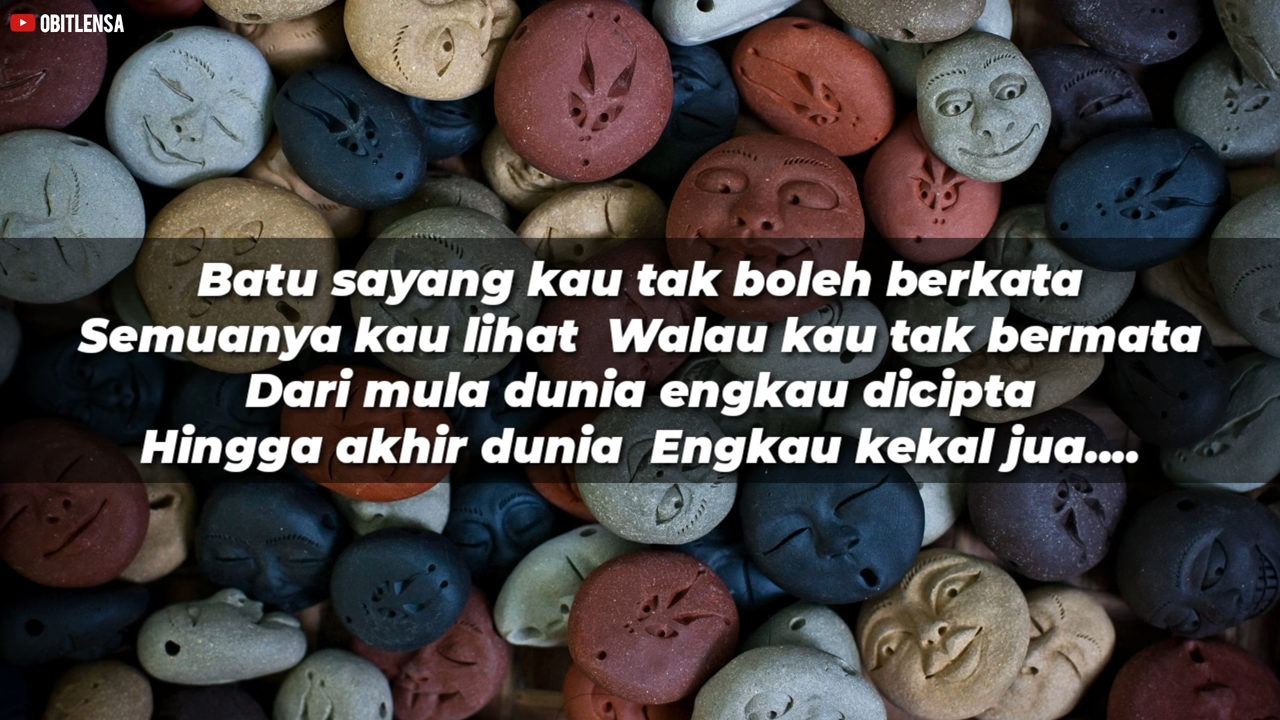 OBITLENSA
Batu sayang kau tak boleh berkata
Semuanya kau lihat  Walau kau tak bermata
Dari mula dunia engkau dicipta
Hingga akhir dunia  Engkau kekal jua....